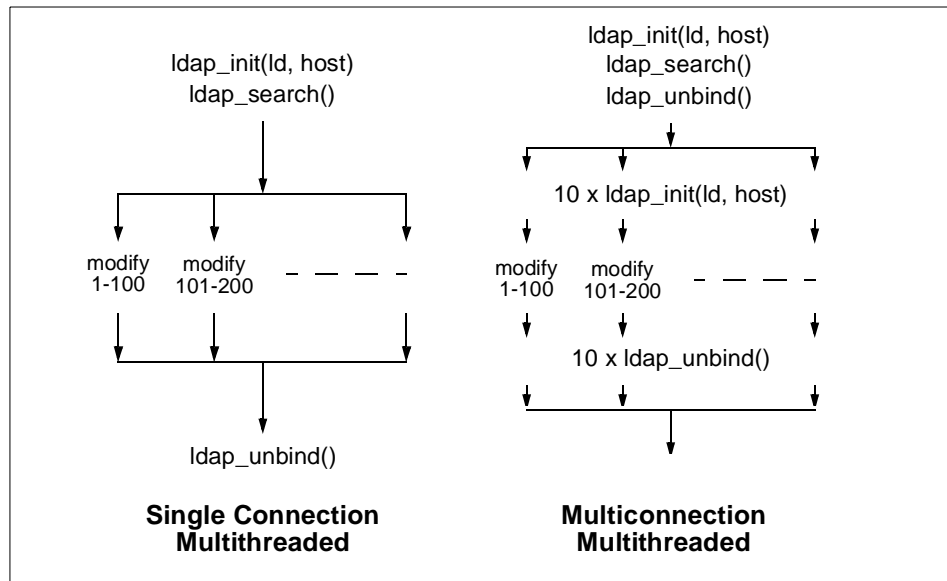 ldap_init(ld, host)
ldap_search()
modify
1-100
modify
101-200
ldap_unbind()
Single Connection
Multithreaded
ldap_init(ld, host)
ldap_search()
ldap_unbind()
10 x ldap_init(ld, host)
modify
1-100
modify
101-200
10 x ldap_unbind()
Multiconnection
Multithreaded